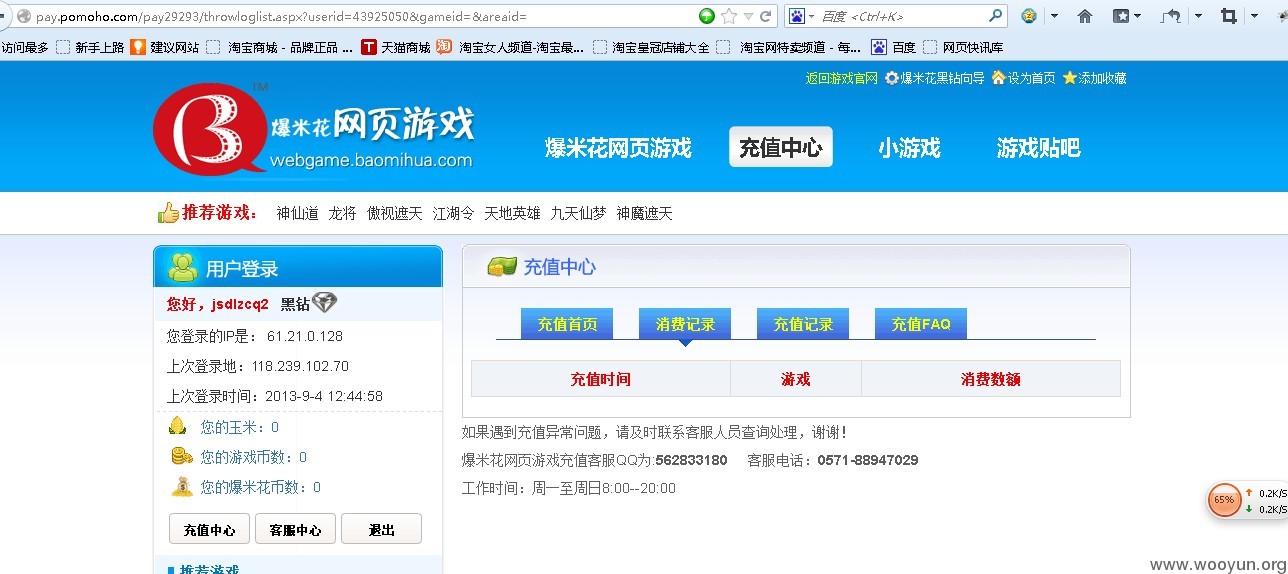 pay.pomoho.com/pay29293/throwloglist.aspx?userid=43925050&gameid=&areaid=
百度 <Ctrl+K>
访问最多 新手上路 建议网站 淘宝商城 - 品牌正品 ... 天猫商城 淘宝女人频道-淘宝最... 淘宝皇冠店铺大全 淘宝网特卖频道 - 每... 百度 网页快讯库
返回游戏官网 爆米花黑钻向导 设为首页 添加收藏
TM
爆米花网页游戏
webgame.baomihua.com
爆米花网页游戏 充值中心 小游戏 游戏贴吧
推荐游戏： 神仙道 龙将 傲视遮天 江湖令 天地英雄 九天仙梦 神魔遮天
用户登录
您好，jsdlzcq2 黑钻
您登录的IP是： 61.21.0.128
上次登录地：118.239.102.70
上次登录时间：2013-9-4 12:44:58
您的玉米：0
您的游戏币数：0
您的爆米花币数：0
充值中心 客服中心 退出
推荐游戏
充值中心
充值首页 消费记录 充值记录 充值FAQ
充值时间 游戏 消费数额
如果遇到充值异常问题，请及时联系客服人员查询处理，谢谢！
爆米花网页游戏充值客服QQ为:562833180 客服电话：0571-88947029
工作时间：周一至周日8:00--20:00
65%
0.2K/S
0.2K/S
www.wooyun.org